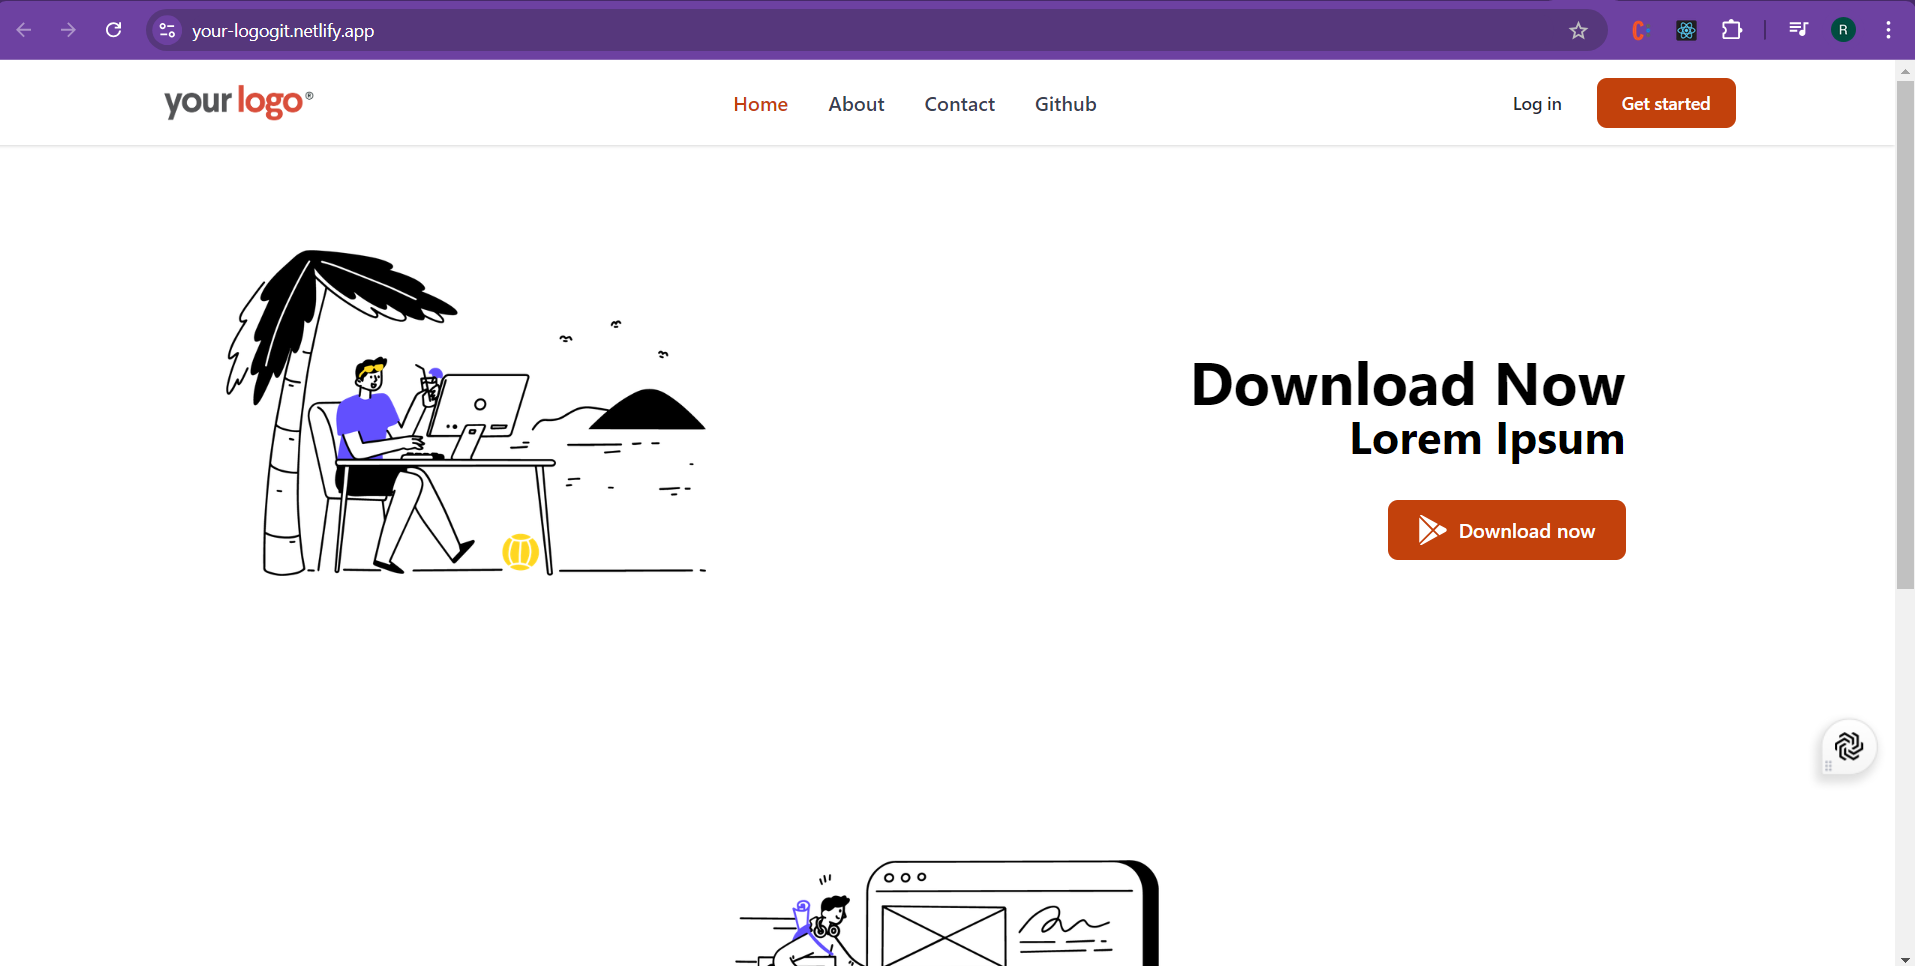 your-logogit.netlify.app
R
your logo®
Home About Contact Github
Log in Get started
Download Now
Lorem Ipsum
Download now